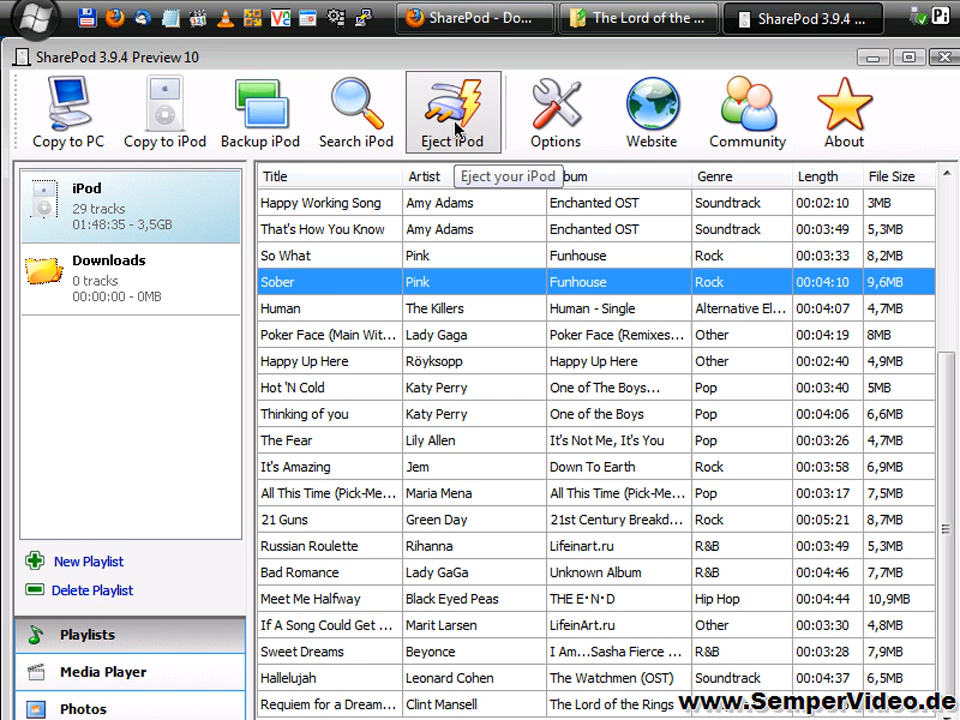 SharePod - Do...
The Lord of the ...
SharePod 3.9.4 ...
SharePod 3.9.4 Preview 10
Copy to PC
Copy to iPod
Backup iPod
Search iPod
Eject iPod
Options
Website
Community
About
Eject your iPod
iPod
29 tracks
01:48:35 - 3,5GB
Downloads
0 tracks
00:00:00 - 0MB
New Playlist
Delete Playlist
Playlists
Media Player
Photos
Title Artist bum Genre Length File Size
Happy Working Song Amy Adams Enchanted OST Soundtrack 00:02:10 3MB
That's How You Know Amy Adams Enchanted OST Soundtrack 00:03:49 5,3MB
So What Pink Funhouse Rock 00:03:33 8,2MB
Sober Pink Funhouse Rock 00:04:10 9,6MB
Human The Killers Human - Single Alternative El... 00:04:07 4,7MB
Poker Face (Main Wit... Lady Gaga Poker Face (Remixes... Other 00:04:19 8MB
Happy Up Here Röyksopp Happy Up Here Other 00:02:40 4,9MB
Hot 'N Cold Katy Perry One of The Boys... Pop 00:03:40 5MB
Thinking of you Katy Perry One of the Boys Pop 00:04:06 6,6MB
The Fear Lily Allen It's Not Me, It's You Pop 00:03:26 4,7MB
It's Amazing Jem Down To Earth Rock 00:03:58 6,9MB
All This Time (Pick-Me... Maria Mena All This Time (Pick-Me... Pop 00:03:17 7,5MB
21 Guns Green Day 21st Century Breakd... Rock 00:05:21 8,7MB
Russian Roulette Rihanna Lifeinart.ru R&B 00:03:49 5,3MB
Bad Romance Lady GaGa Unknown Album R&B 00:04:46 7,7MB
Meet Me Halfway Black Eyed Peas THE E•N•D Hip Hop 00:04:44 10,9MB
If A Song Could Get ... Marit Larsen LifeinArt.ru Other 00:03:30 4,8MB
Sweet Dreams Beyonce I Am...Sasha Fierce ... R&B 00:03:28 7,9MB
Hallelujah Leonard Cohen The Watchmen (OST) Soundtrack 00:04:37 6,5MB
Requiem for a Dream... Clint Mansell The Lord of the Rings
www.SemperVideo.de